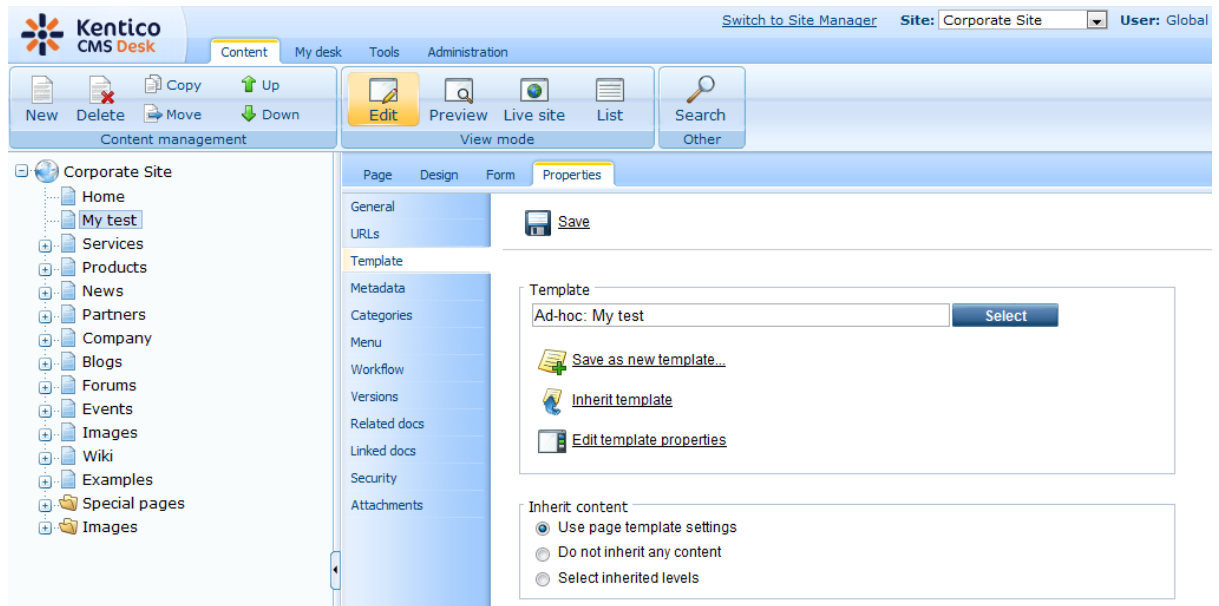 Kentico
CMS Desk
Switch to Site Manager Site: Corporate Site User: Global
Content My desk Tools Administration
New Delete Copy Move Up Down
Content management
Edit Preview Live site List
View mode
Search
Other
Corporate Site
Home
My test
Services
Products
News
Partners
Company
Blogs
Forums
Events
Images
Wiki
Examples
Special pages
Images
Page Design Form Properties
General
URLs
Template
Metadata
Categories
Menu
Workflow
Versions
Related docs
Linked docs
Security
Attachments
Save
Template
Ad-hoc: My test Select
Save as new template...
Inherit template
Edit template properties
Inherit content
Use page template settings
Do not inherit any content
Select inherited levels